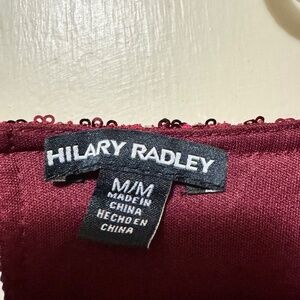 HILARY RADLEY
M/M
MADE IN
CHINA
HECHO EN
CHINA